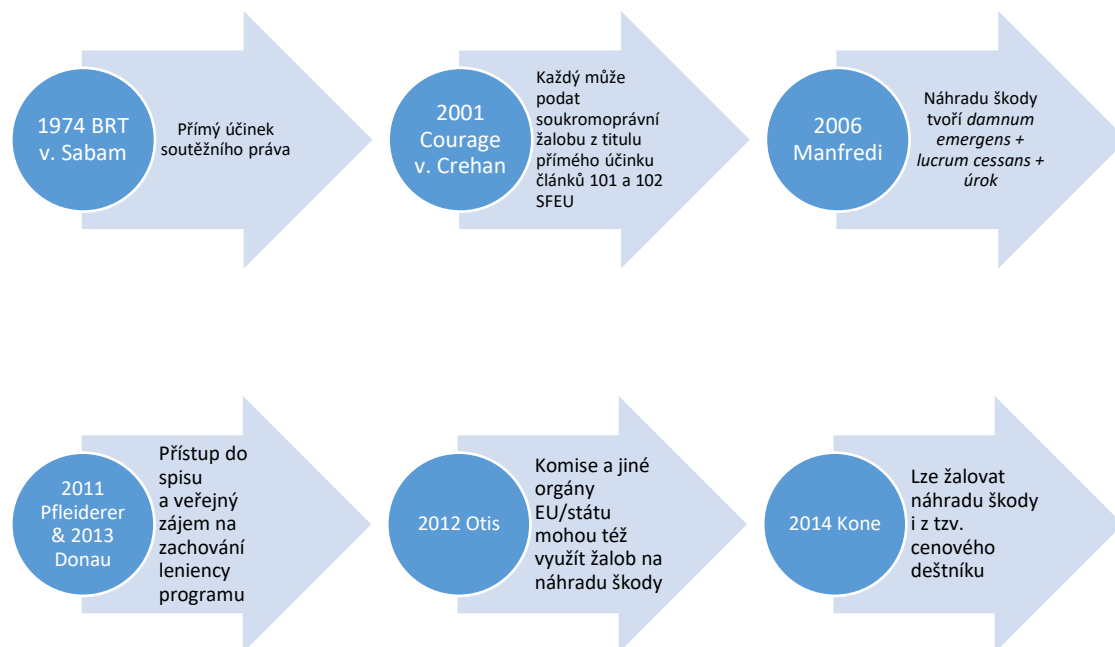 1974 BRT
v. Sabam
Přímý účinek
soutěžního práva
2001
Courage
v. Crehan
Každý může
podat
soukromoprávní
žalobu z titulu
přímého účinku
článků 101 a 102
SFEU
2006
Manfredi
Náhradu škody
tvoří damnum
emergens +
lucrum cessans +
úrok
2011
Pfleiderer
& 2013
Donau
Přístup do
spisu
a veřejný
zájem na
zachování
leniency
programu
2012 Otis
Komise a jiné
orgány
EU/státu
mohou též
využít žalob na
náhradu škody
2014 Kone
Lze žalovat
náhradu škody
i z tzv.
cenového
deštníku